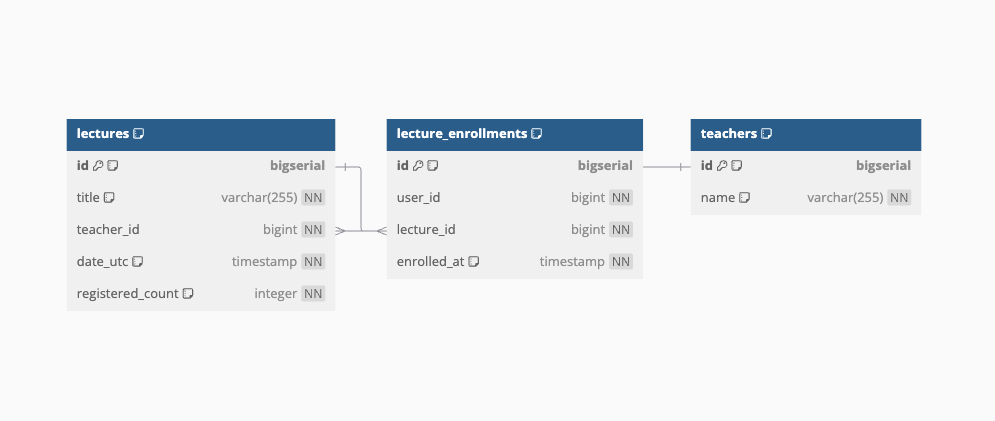 lectures
id bigserial
title varchar(255) NN
teacher_id bigint NN
date_utc timestamp NN
registered_count integer NN
lecture_enrollments
id bigserial
user_id bigint NN
lecture_id bigint NN
enrolled_at timestamp NN
teachers
id bigserial
name varchar(255) NN